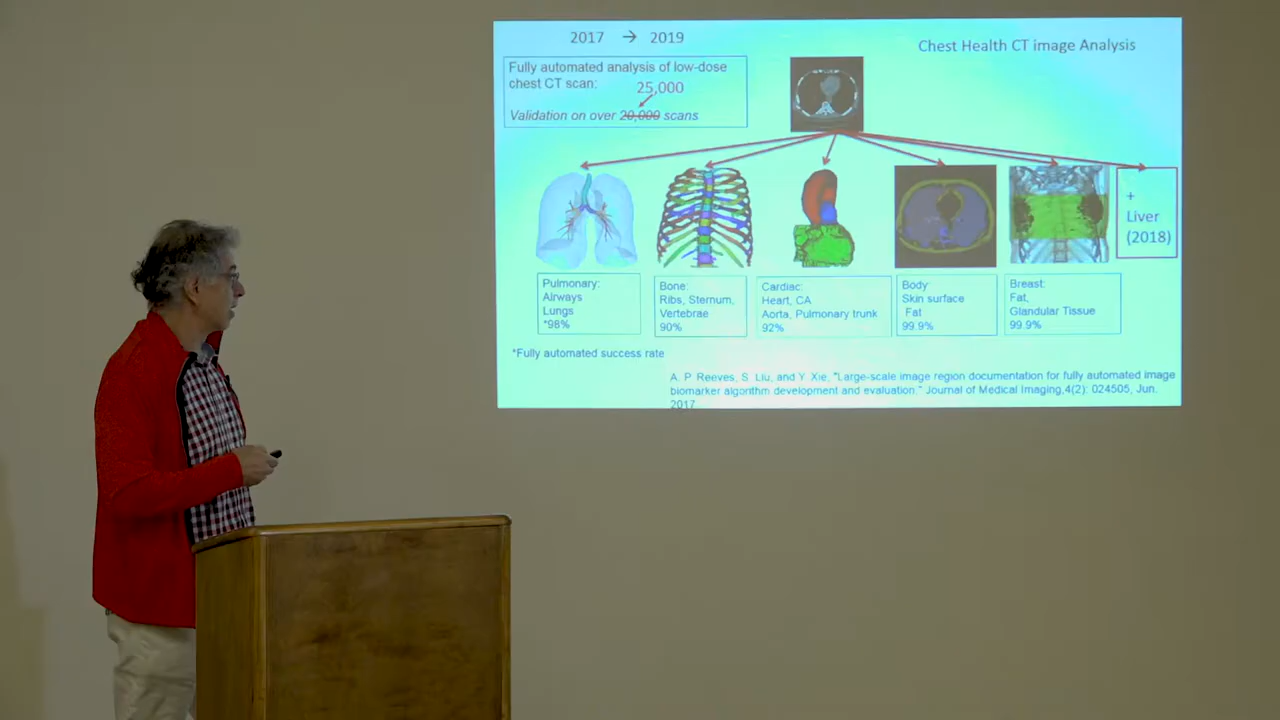 2017 → 2019
Chest Health CT image Analysis
Fully automated analysis of low-dose
chest CT scan:
25,000
Validation on over 20,000 scans
+
Liver
(2018)
Pulmonary:
Airways
Lungs
*98%
Bone:
Ribs, Sternum,
Vertebrae
90%
Cardiac:
Heart, CA
Aorta, Pulmonary trunk
92%
Body
Skin surface
Fat
99.9%
Breast:
Fat,
Glandular Tissue
99.9%
*Fully automated success rate
A. P. Reeves, S. Liu, and Y. Xie, "Large-scale image region documentation for fully automated image
biomarker algorithm development and evaluation," Journal of Medical Imaging,4(2): 024505, Jun.
2017